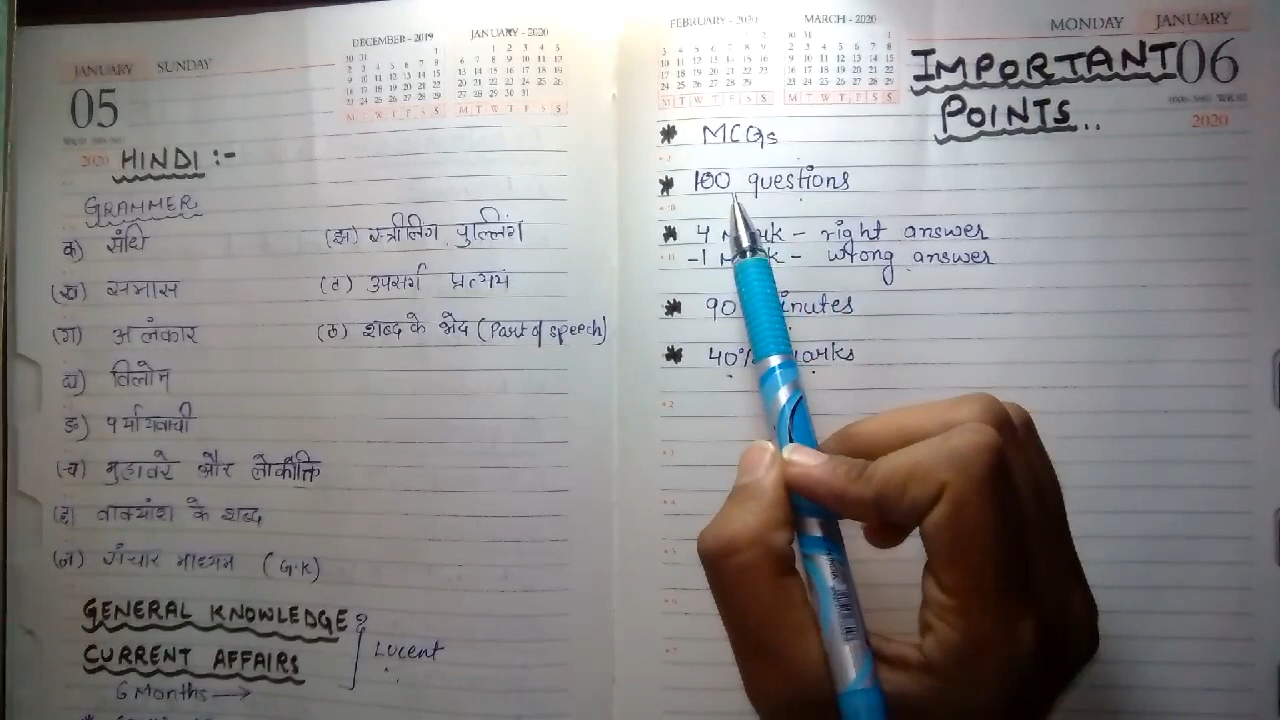 JANUARY SUNDAY
05
2020
DECEMBER - 2019
JANUARY - 2020
HINDI :-
GRAMMER
क) संधि
(ख) समास
(ग) अलंकार
घ) विलोम
ङ) पर्यायवाची
(च) मुहावरे और लोकोक्ति
(छ) वाक्यांश के शब्द
(ज) संचार माध्यम (G.K)
(झ) स्त्रीलिंग, पुल्लिंग
(ट) उपसर्ग प्रत्यय
(ठ) शब्द के भेद (Part of speech)
GENERAL KNOWLEDGE &
CURRENT AFFAIRS
Lucent
6 Months →
FEBRUARY - 2020
MARCH - 2020
MONDAY JANUARY
06
2020
IMPORTANT
POINTS..
* MCQs
* 100 questions
* 4 - right answer
-1 - wrong answer
* 90 minutes
* 40% marks